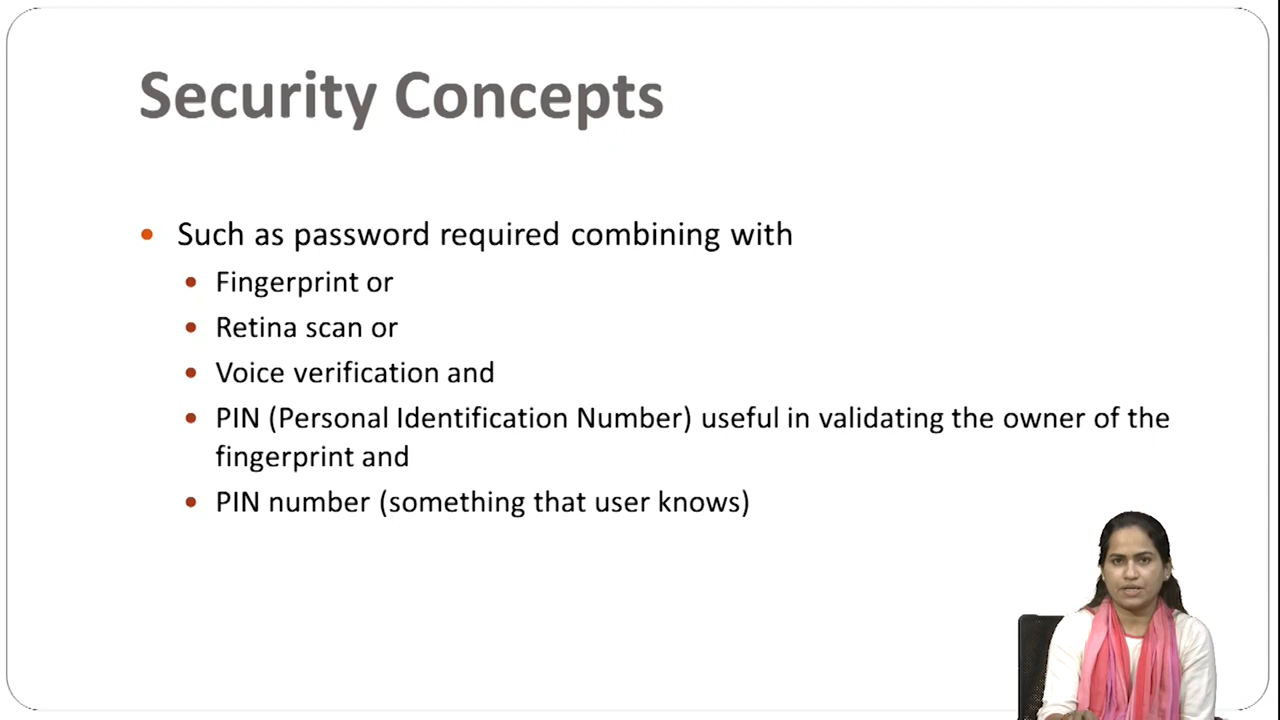 Security Concepts
Such as password required combining with
Fingerprint or
Retina scan or
Voice verification and
PIN (Personal Identification Number) useful in validating the owner of the
fingerprint and
PIN number (something that user knows)